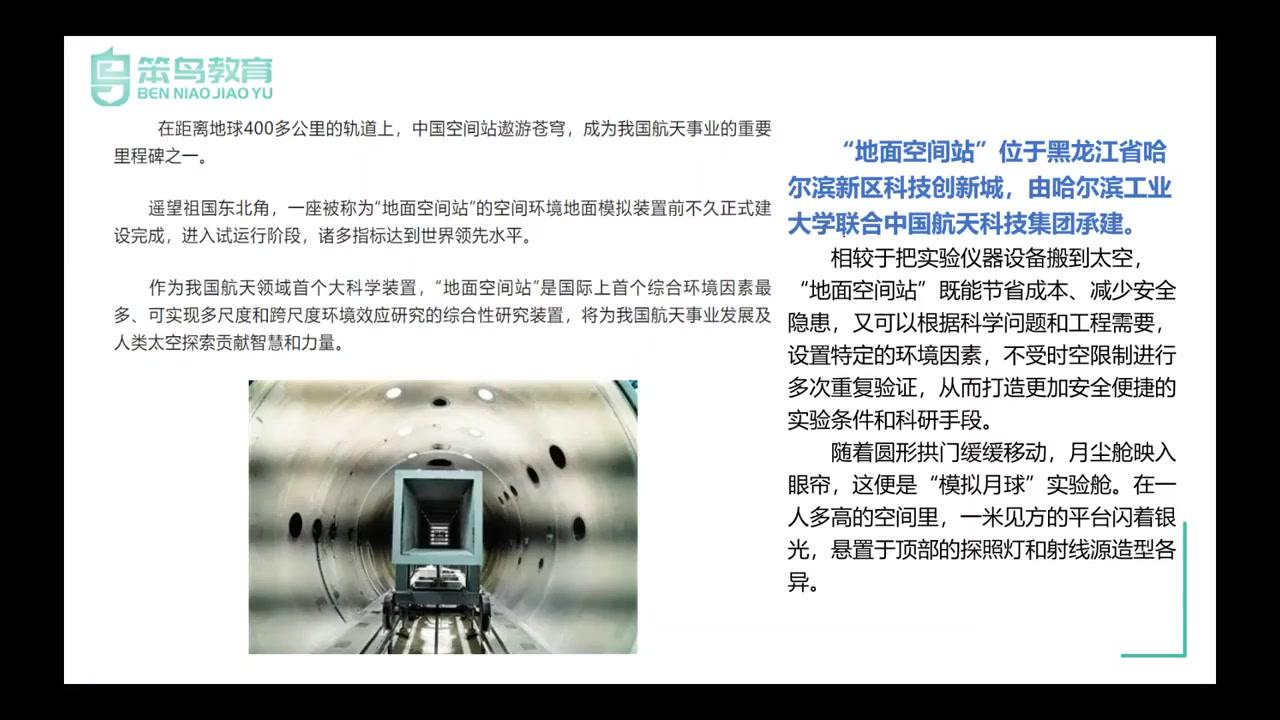 笨鸟教育
BEN NIAO JIAO YU
在距离地球400多公里的轨道上，中国空间站遨游苍穹，成为我国航天事业的重要
里程碑之一。
遥望祖国东北角，一座被称为“地面空间站”的空间环境地面模拟装置前不久正式建
设完成，进入试运行阶段，诸多指标达到世界领先水平。
作为我国航天领域首个大科学装置，“地面空间站”是国际上首个综合环境因素最
多、可实现多尺度和跨尺度环境效应研究的综合性研究装置，将为我国航天事业发展及
人类太空探索贡献智慧和力量。
“地面空间站”位于黑龙江省哈
尔滨新区科技创新城，由哈尔滨工业
大学联合中国航天科技集团承建。
相较于把实验仪器设备搬到太空，
“地面空间站”既能节省成本、减少安全
隐患，又可以根据科学问题和工程需要，
设置特定的环境因素，不受时空限制进行
多次重复验证，从而打造更加安全便捷的
实验条件和科研手段。
随着圆形拱门缓缓移动，月尘舱映入
眼帘，这便是“模拟月球”实验舱。在一
人多高的空间里，一米见方的平台闪着银
光，悬置于顶部的探照灯和射线源造型各
异。